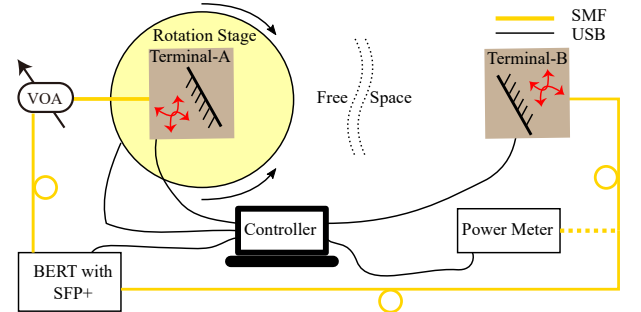 SMF
USB
Rotation Stage
Terminal-A
Terminal-B
VOA
Free Space
Controller
Power Meter
BERT with
SFP+